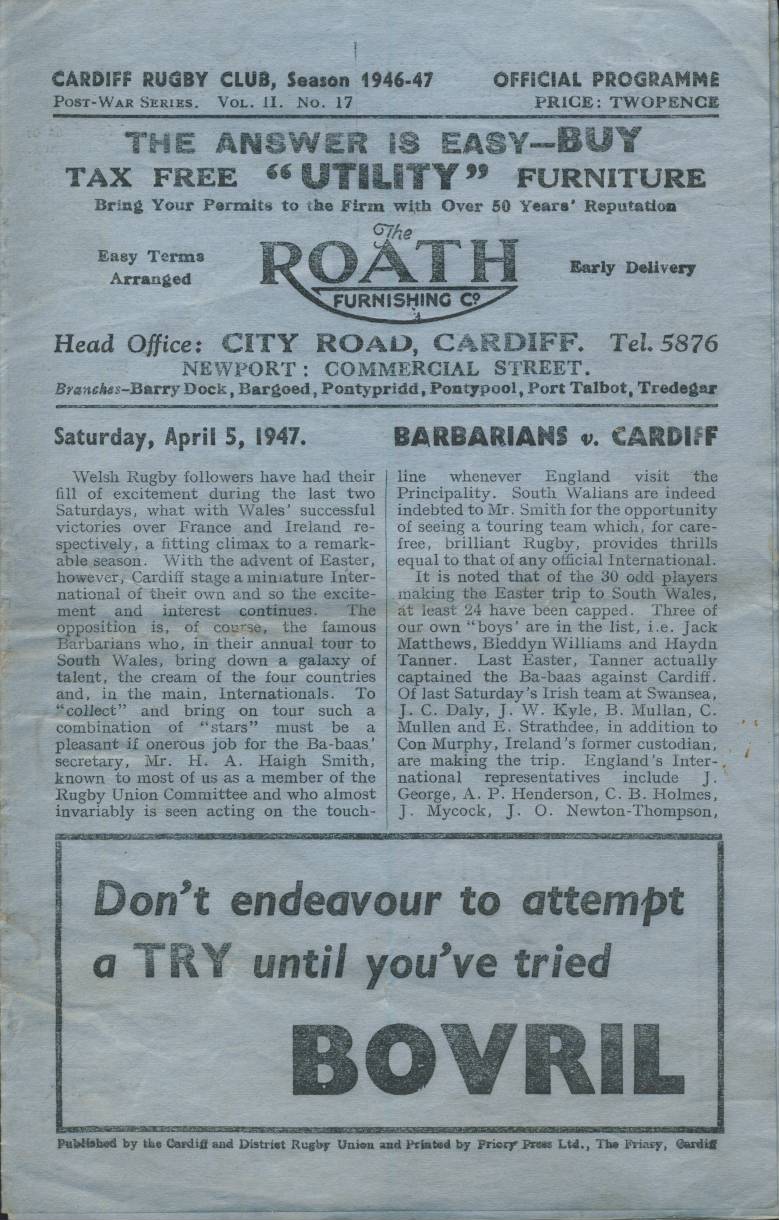 CARDIFF RUGBY CLUB, Season 1946-47 OFFICIAL PROGRAMME
POST-WAR SERIES. VOL. II. No. 17 PRICE: TWOPENCE
THE ANSWER IS EASY—BUY
TAX FREE “UTILITY” FURNITURE
Bring Your Permits to the Firm with Over 50 Years' Reputation
The
Easy Terms
Arranged
ROATH
Early Delivery
FURNISHING Co
Head Office: CITY ROAD, CARDIFF. Tel. 5876
NEWPORT: COMMERCIAL STREET.
Branches—Barry Dock, Bargoed, Pontypridd, Pontypool, Port Talbot, Tredegar
Saturday, April 5, 1947. BARBARIANS v. CARDIFF
Welsh Rugby followers have had their
fill of excitement during the last two
Saturdays, what with Wales' successful
victories over France and Ireland re-
spectively, a fitting climax to a remark-
able season. With the advent of Easter,
however, Cardiff stage a miniature Inter-
national of their own and so the excite-
ment and interest continues. The
opposition is, of course, the famous
Barbarians who, in their annual tour to
South Wales, bring down a galaxy of
talent, the cream of the four countries
and, in the main, Internationals. To
“collect” and bring on tour such a
combination of “stars” must be a
pleasant if onerous job for the Ba-baas'
secretary, Mr. H. A. Haigh Smith,
known to most of us as a member of the
Rugby Union Committee and who almost
invariably is seen acting on the touch-
line whenever England visit the
Principality. South Walians are indeed
indebted to Mr. Smith for the opportunity
of seeing a touring team which, for care-
free, brilliant Rugby, provides thrills
equal to that of any official International.
It is noted that of the 30 odd players
making the Easter trip to South Wales,
at least 24 have been capped. Three of
our own “boys' are in the list, i.e. Jack
Matthews, Bleddyn Williams and Haydn
Tanner. Last Easter, Tanner actually
captained the Ba-baas against Cardiff.
Of last Saturday's Irish team at Swansea,
J. C. Daly, J. W. Kyle, B. Mullan, C.
Mullen and E. Strathdee, in addition to
Con Murphy, Ireland's former custodian,
are making the trip. England's Inter-
national representatives include J.
George, A. P. Henderson, C. B. Holmes,
J. Mycock, J. O. Newton-Thompson,
Don't endeavour to attempt
a TRY until you've tried
BOVRIL
Published by the Cardiff and District Rugby Union and Printed by Priory Press Ltd., The Friary, Cardiff